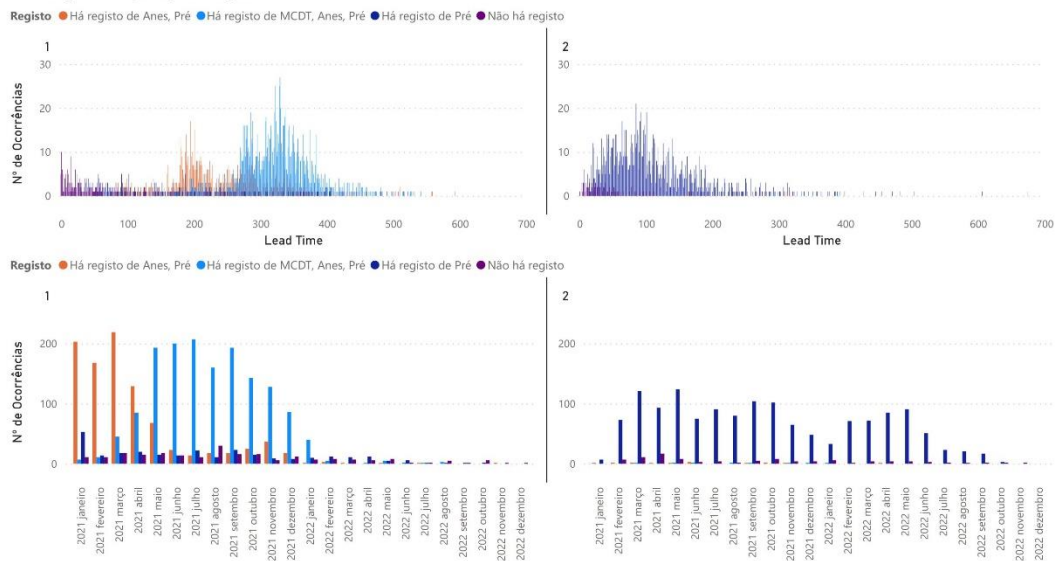 Registo Há registo de Anes, Pré Há registo de MCDT, Anes, Pré Há registo de Pré Não há registo
1 2
Nº de Ocorrências
30 30
20 20
10 10
0 0
0 100 200 300 400 500 600 700 0 100 200 300 400 500 600 700
Lead Time Lead Time
Registo Há registo de Anes, Pré Há registo de MCDT, Anes, Pré Há registo de Pré Não há registo
1 2
Nº de Ocorrências
200 200
100 100
0 0
2021 janeiro
2021 fevereiro
2021 março
2021 abril
2021 maio
2021 junho
2021 julho
2021 agosto
2021 setembro
2021 outubro
2021 novembro
2021 dezembro
2022 janeiro
2022 fevereiro
2022 março
2022 abril
2022 maio
2022 junho
2022 julho
2022 agosto
2022 setembro
2022 outubro
2022 novembro
2022 dezembro
2021 janeiro
2021 fevereiro
2021 março
2021 abril
2021 maio
2021 junho
2021 julho
2021 agosto
2021 setembro
2021 outubro
2021 novembro
2021 dezembro
2022 janeiro
2022 fevereiro
2022 março
2022 abril
2022 maio
2022 junho
2022 julho
2022 agosto
2022 setembro
2022 outubro
2022 novembro
2022 dezembro